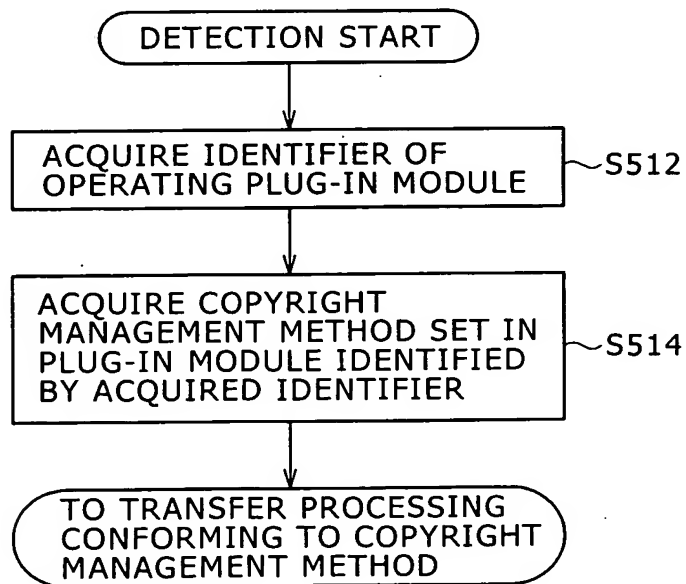 DETECTION START
ACQUIRE IDENTIFIER OF
OPERATING PLUG-IN MODULE
S512
ACQUIRE COPYRIGHT
MANAGEMENT METHOD SET IN
PLUG-IN MODULE IDENTIFIED
BY ACQUIRED IDENTIFIER
S514
TO TRANSFER PROCESSING
CONFORMING TO COPYRIGHT
MANAGEMENT METHOD